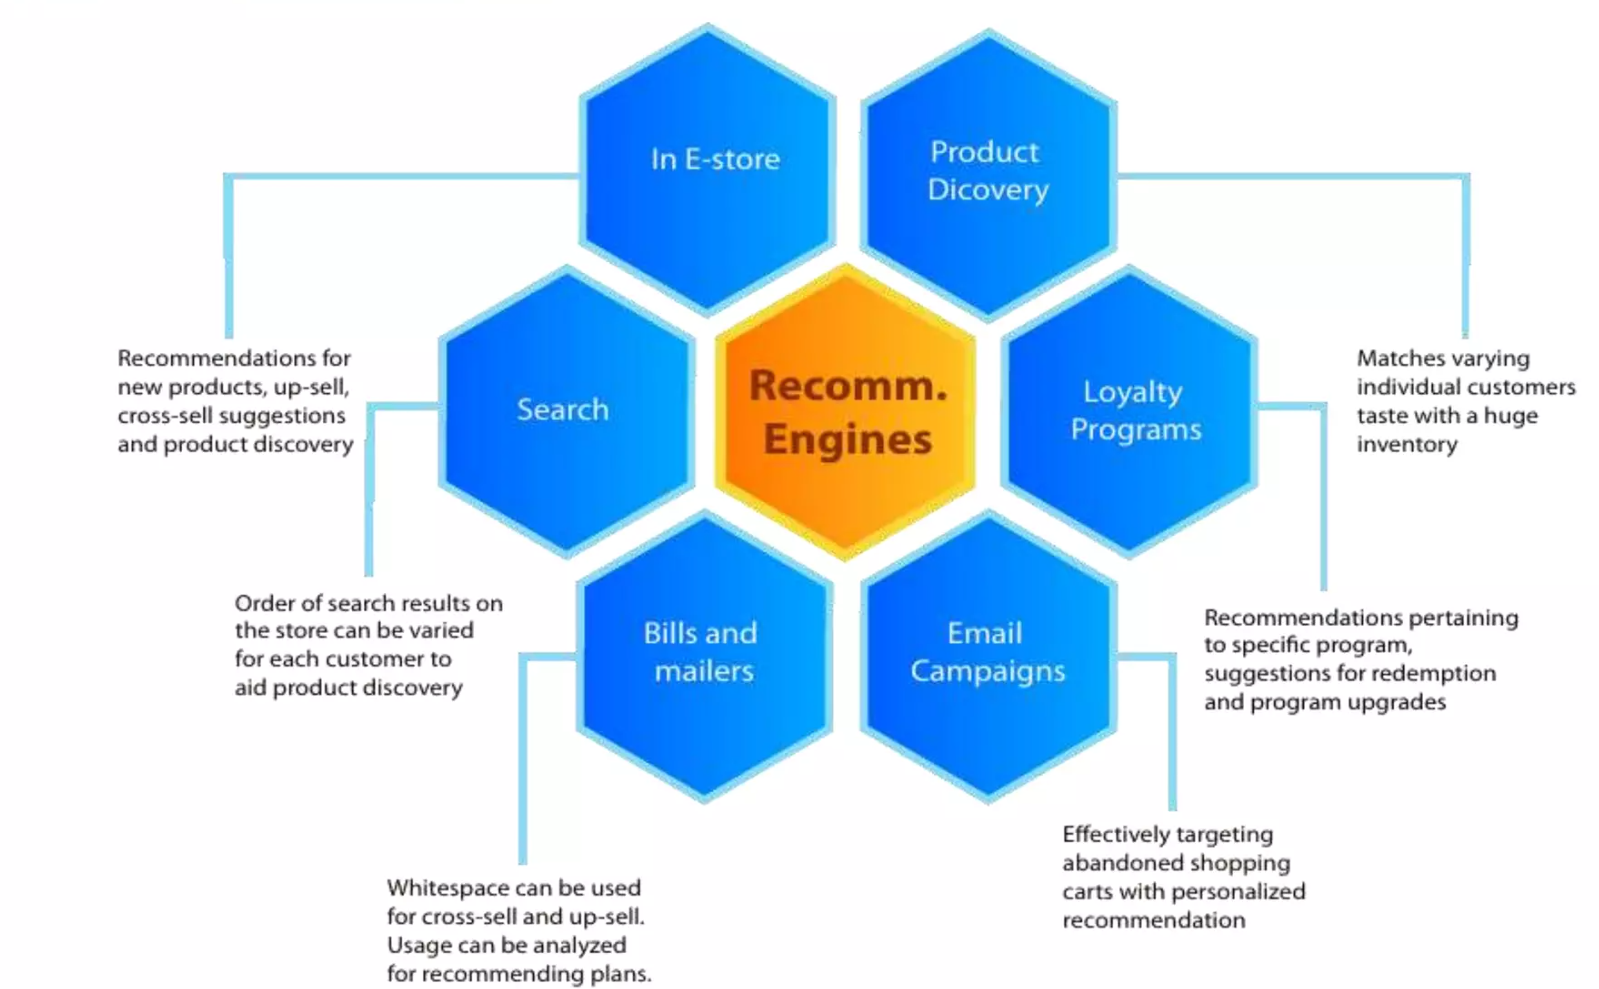 In E-store
Product
Dicovery
Recommendations for
new products, up-sell,
cross-sell suggestions
and product discovery
Search
Recomm.
Engines
Loyalty
Programs
Matches varying
individual customers
taste with a huge
inventory
Order of search results on
the store can be varied
for each customer to
aid product discovery
Bills and
mailers
Email
Campaigns
Recommendations pertaining
to specific program,
suggestions for redemption
and program upgrades
Whitespace can be used
for cross-sell and up-sell.
Usage can be analyzed
for recommending plans.
Effectively targeting
abandoned shopping
carts with personalized
recommendation